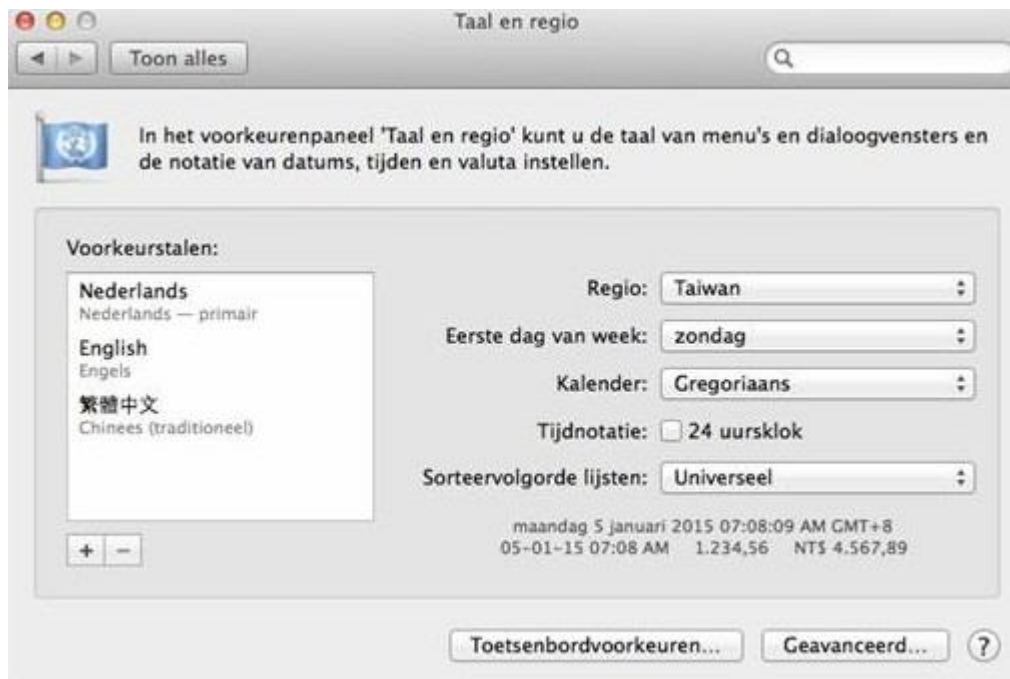 Taal en regio
Toon alles
In het voorkeurenpaneel 'Taal en regio' kunt u de taal van menu's en dialoogvensters en
de notatie van datums, tijden en valuta instellen.
Voorkeurstalen:
Nederlands
Nederlands — primair
English
Engels
繁體中文
Chinees (traditioneel)
+ −
Regio: Taiwan
Eerste dag van week: zondag
Kalender: Gregoriaans
Tijdnotatie: 24 uursklok
Sorteervolgorde lijsten: Universeel
maandag 5 januari 2015 07:08:09 AM GMT+8
05-01-15 07:08 AM 1.234,56 NT$ 4.567,89
Toetsenbordvoorkeuren... Geavanceerd... ?